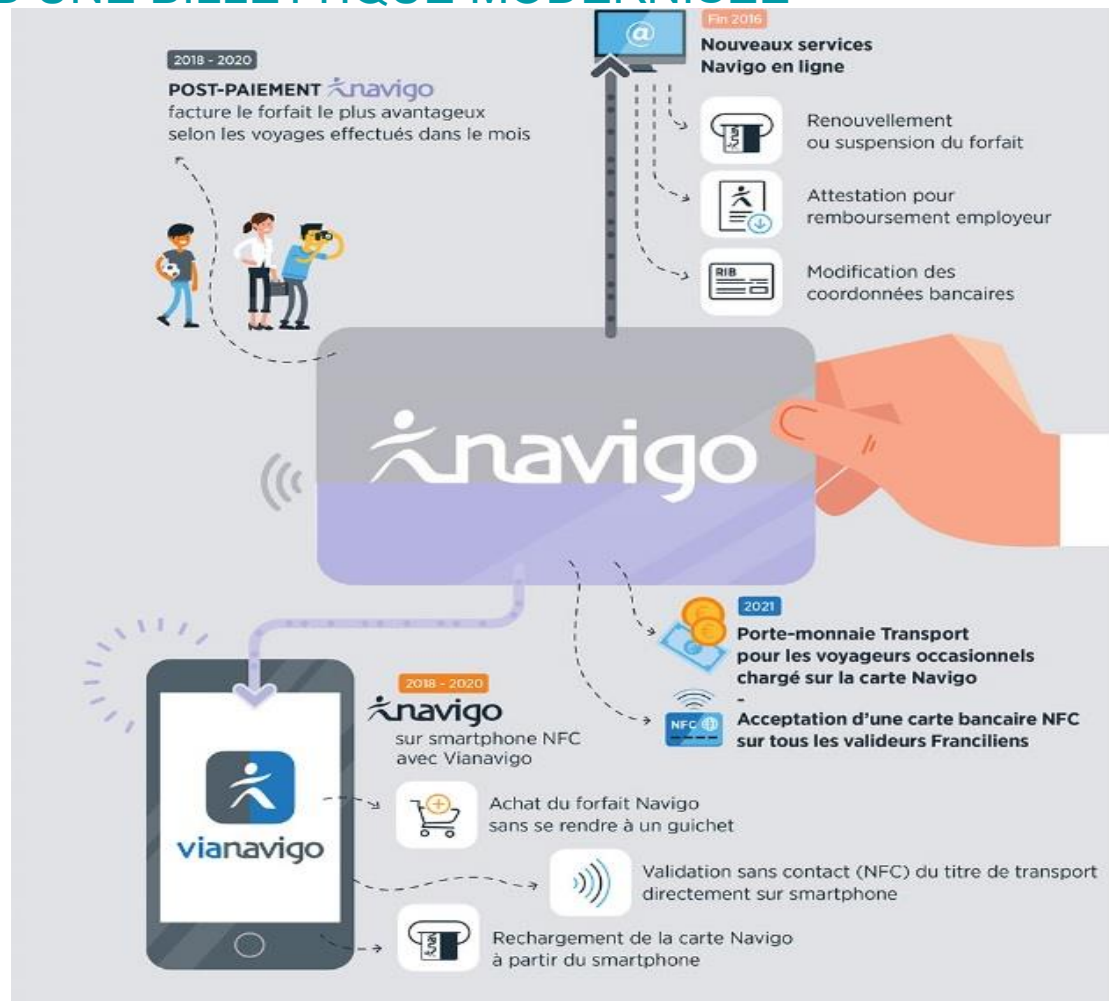 D'UNE BILLETTIQUE MODERNISÉE
2018 - 2020
POST-PAIEMENT navigo
facture le forfait le plus avantageux
selon les voyages effectués dans le mois
@
Fin 2016
Nouveaux services
Navigo en ligne
Renouvellement
ou suspension du forfait
Attestation pour
remboursement employeur
RIB
Modification des
coordonnées bancaires
navigo
2021
Porte-monnaie Transport
pour les voyageurs occasionnels
chargé sur la carte Navigo
-
NFC
Acceptation d'une carte bancaire NFC
sur tous les valideurs Franciliens
2018 - 2020
navigo
sur smartphone NFC
avec Vianavigo
vianavigo
Achat du forfait Navigo
sans se rendre à un guichet
Validation sans contact (NFC) du titre de transport
directement sur smartphone
Rechargement de la carte Navigo
à partir du smartphone